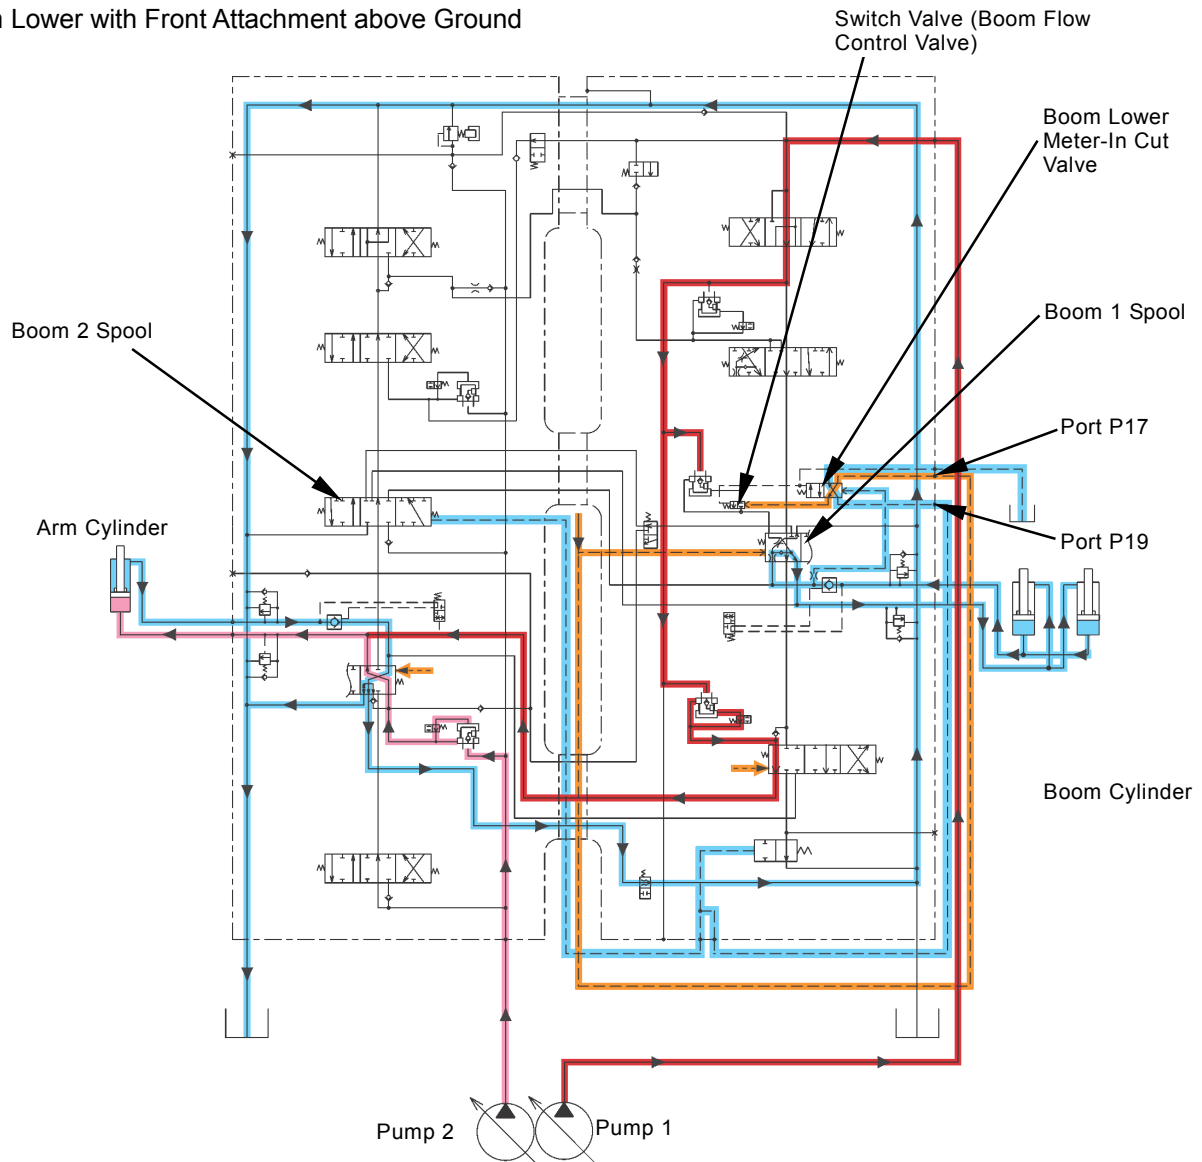 Lower with Front Attachment above Ground
Switch Valve (Boom Flow
Control Valve)
Boom Lower
Meter-In Cut
Valve
Boom 2 Spool
Boom 1 Spool
Port P17
Arm Cylinder
Port P19
Boom Cylinder
Pump 2
Pump 1